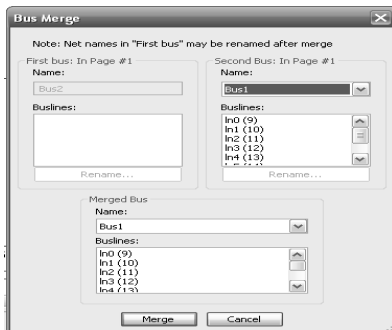 Bus Merge
Note: Net names in "First bus" may be renamed after merge
First bus: In Page #1
Name:
Bus2
Buslines:
Rename...
Second Bus: In Page #1
Name:
Bus1
Buslines:
In0 (9)
In1 (10)
In2 (11)
In3 (12)
In4 (13)
Rename...
Merged Bus
Name:
Bus1
Buslines:
In0 (9)
In1 (10)
In2 (11)
In3 (12)
In4 (13)
Merge
Cancel